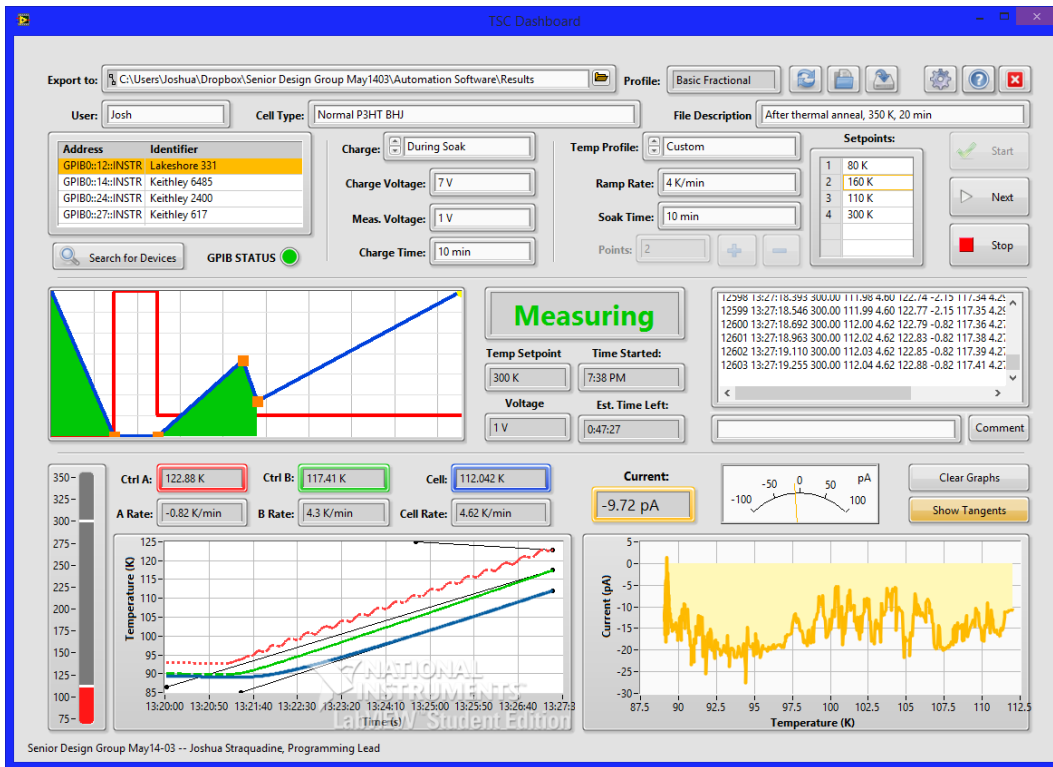 TSC Dashboard
Export to: C:\Users\Joshua\Dropbox\Senior Design Group May1403\Automation Software\Results Profile: Basic Fractional
User: Josh Cell Type: Normal P3HT BHJ File Description After thermal anneal, 350 K, 20 min
Address Identifier
GPIB0::12::INSTR Lakeshore 331
GPIB0::14::INSTR Keithley 6485
GPIB0::24::INSTR Keithley 2400
GPIB0::27::INSTR Keithley 617
Search for Devices GPIB STATUS
Charge: During Soak
Charge Voltage: 7 V
Meas. Voltage: 1 V
Charge Time: 10 min
Temp Profile: Custom
Ramp Rate: 4 K/min
Soak Time: 10 min
Points: 2
Setpoints:
1 80 K
2 160 K
3 110 K
4 300 K
Start
Next
Stop
Measuring
Temp Setpoint Time Started:
300 K 7:38 PM
Voltage Est. Time Left:
1 V 0:47:27
12598 13:27:18.393 300.00 111.98 4.60 122.74 -2.15 117.34 4.29
12599 13:27:18.546 300.00 111.99 4.60 122.77 -2.15 117.35 4.29
12600 13:27:18.692 300.00 112.00 4.62 122.79 -0.82 117.36 4.27
12601 13:27:18.963 300.00 112.02 4.62 122.83 -0.82 117.38 4.27
12602 13:27:19.110 300.00 112.03 4.62 122.85 -0.82 117.39 4.27
12603 13:27:19.255 300.00 112.04 4.62 122.88 -0.82 117.41 4.27
Comment
350
325
300
275
250
225
200
175
150
125
100
75
Ctrl A: 122.88 K Ctrl B: 117.41 K Cell: 112.042 K
A Rate: -0.82 K/min B Rate: 4.3 K/min Cell Rate: 4.62 K/min
Current:
-9.72 pA
-100 -50 0 50 100 pA
Clear Graphs
Show Tangents
Temperature (K)
125
120
115
110
105
100
95
90
85
13:20:00 13:20:50 13:21:40 13:22:30 13:23:20 13:24:10 13:25:00 13:25:50 13:26:40 13:27:3
Time(s)
NATIONAL
INSTRUMENTS
LabVIEW Student Edition
Current (pA)
5
0
-5
-10
-15
-20
-25
-30
87.5 90 92.5 95 97.5 100 102.5 105 107.5 110 112.5
Temperature (K)
Senior Design Group May14-03 -- Joshua Straquadine, Programming Lead